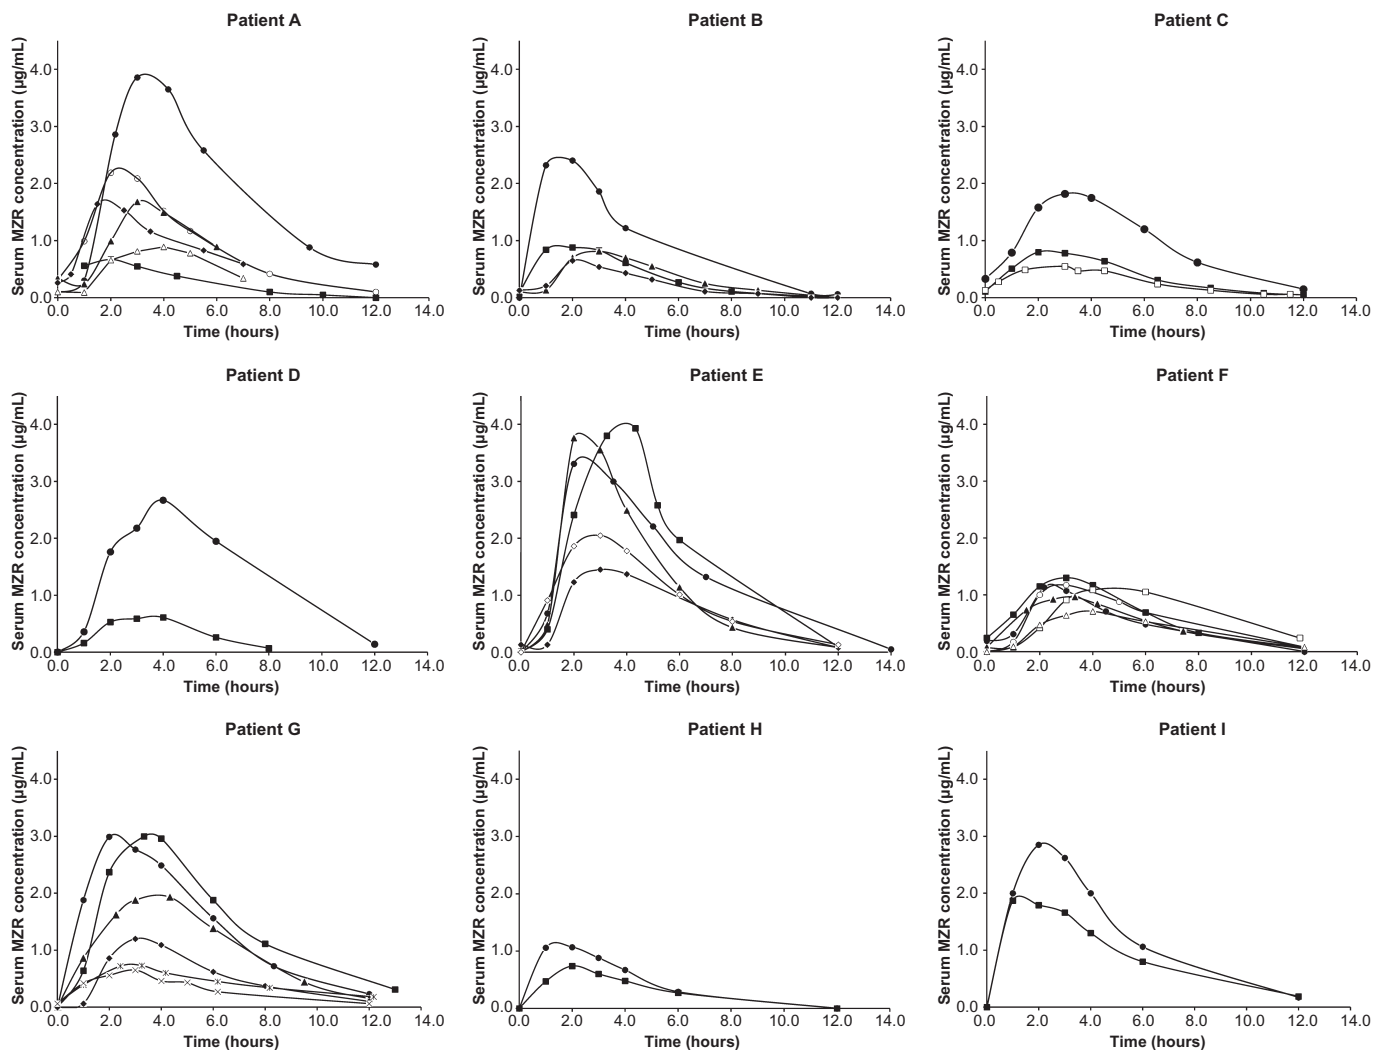 Patient A
Serum MZR concentration (µg/mL)
4.0
3.0
2.0
1.0
0.0
0.0 2.0 4.0 6.0 8.0 10.0 12.0 14.0
Time (hours)
Patient B
Serum MZR concentration (µg/mL)
4.0
3.0
2.0
1.0
0.0
0.0 2.0 4.0 6.0 8.0 10.0 12.0 14.0
Time (hours)
Patient C
Serum MZR concentration (µg/mL)
4.0
3.0
2.0
1.0
0.0
0.0 2.0 4.0 6.0 8.0 10.0 12.0 14.0
Time (hours)
Patient D
Serum MZR concentration (µg/mL)
4.0
3.0
2.0
1.0
0.0
0.0 2.0 4.0 6.0 8.0 10.0 12.0 14.0
Time (hours)
Patient E
Serum MZR concentration (µg/mL)
4.0
3.0
2.0
1.0
0.0
0.0 2.0 4.0 6.0 8.0 10.0 12.0 14.0
Time (hours)
Patient F
Serum MZR concentration (µg/mL)
4.0
3.0
2.0
1.0
0.0
0.0 2.0 4.0 6.0 8.0 10.0 12.0 14.0
Time (hours)
Patient G
Serum MZR concentration (µg/mL)
4.0
3.0
2.0
1.0
0.0
0.0 2.0 4.0 6.0 8.0 10.0 12.0 14.0
Time (hours)
Patient H
Serum MZR concentration (µg/mL)
4.0
3.0
2.0
1.0
0.0
0.0 2.0 4.0 6.0 8.0 10.0 12.0 14.0
Time (hours)
Patient I
Serum MZR concentration (µg/mL)
4.0
3.0
2.0
1.0
0.0
0.0 2.0 4.0 6.0 8.0 10.0 12.0 14.0
Time (hours)